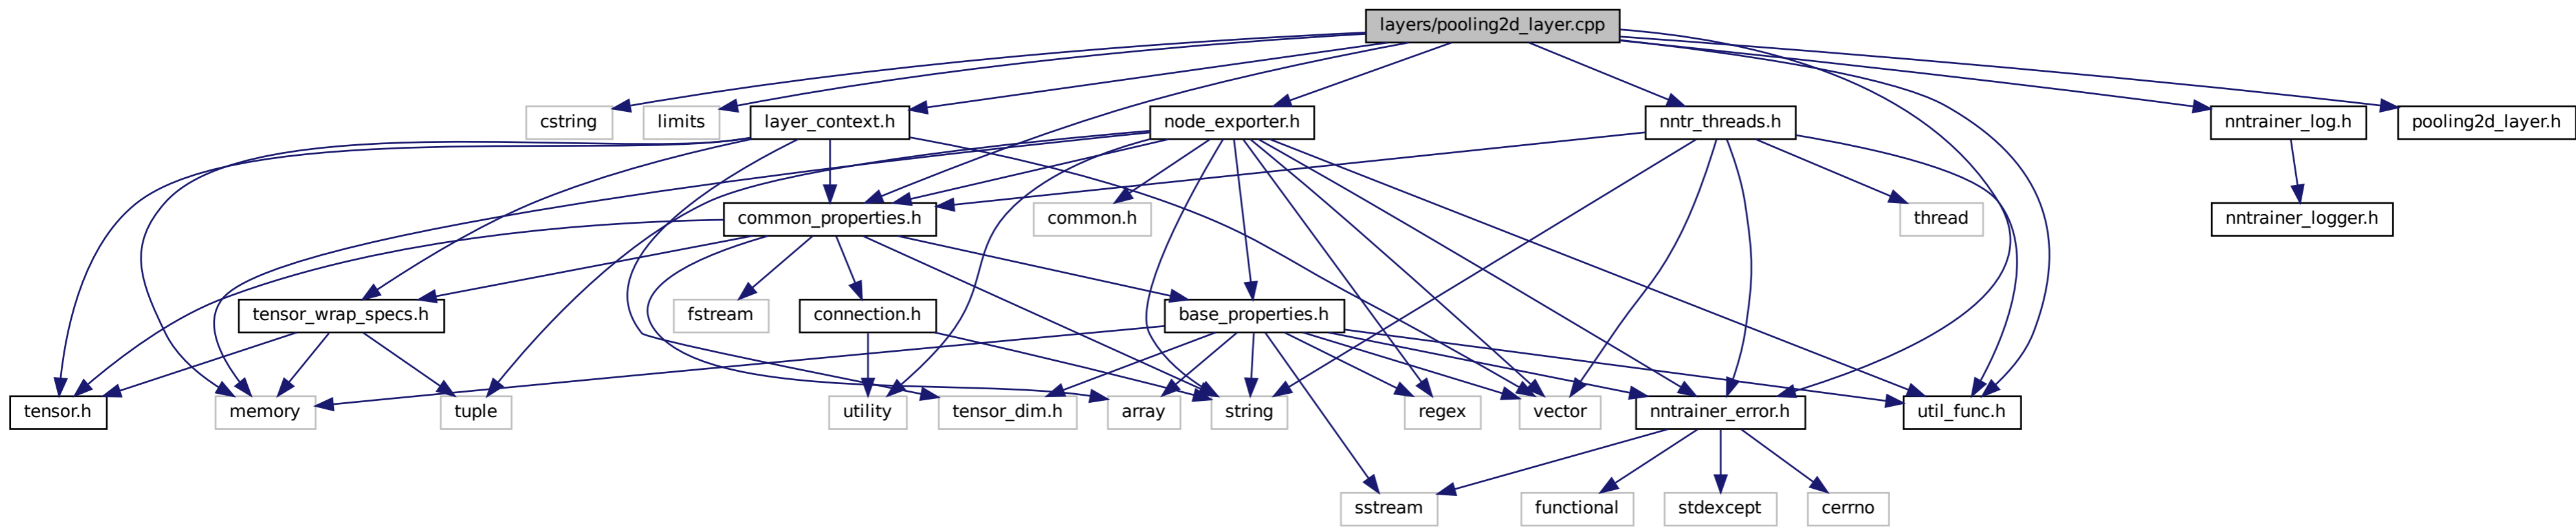 layers/pooling2d_layer.cpp
cstring
limits
layer_context.h
node_exporter.h
nntr_threads.h
nntrainer_log.h
pooling2d_layer.h
common_properties.h
common.h
thread
nntrainer_logger.h
tensor_wrap_specs.h
fstream
connection.h
base_properties.h
tensor.h
memory
tuple
utility
tensor_dim.h
array
string
regex
vector
nntrainer_error.h
util_func.h
sstream
functional
stdexcept
cerrno